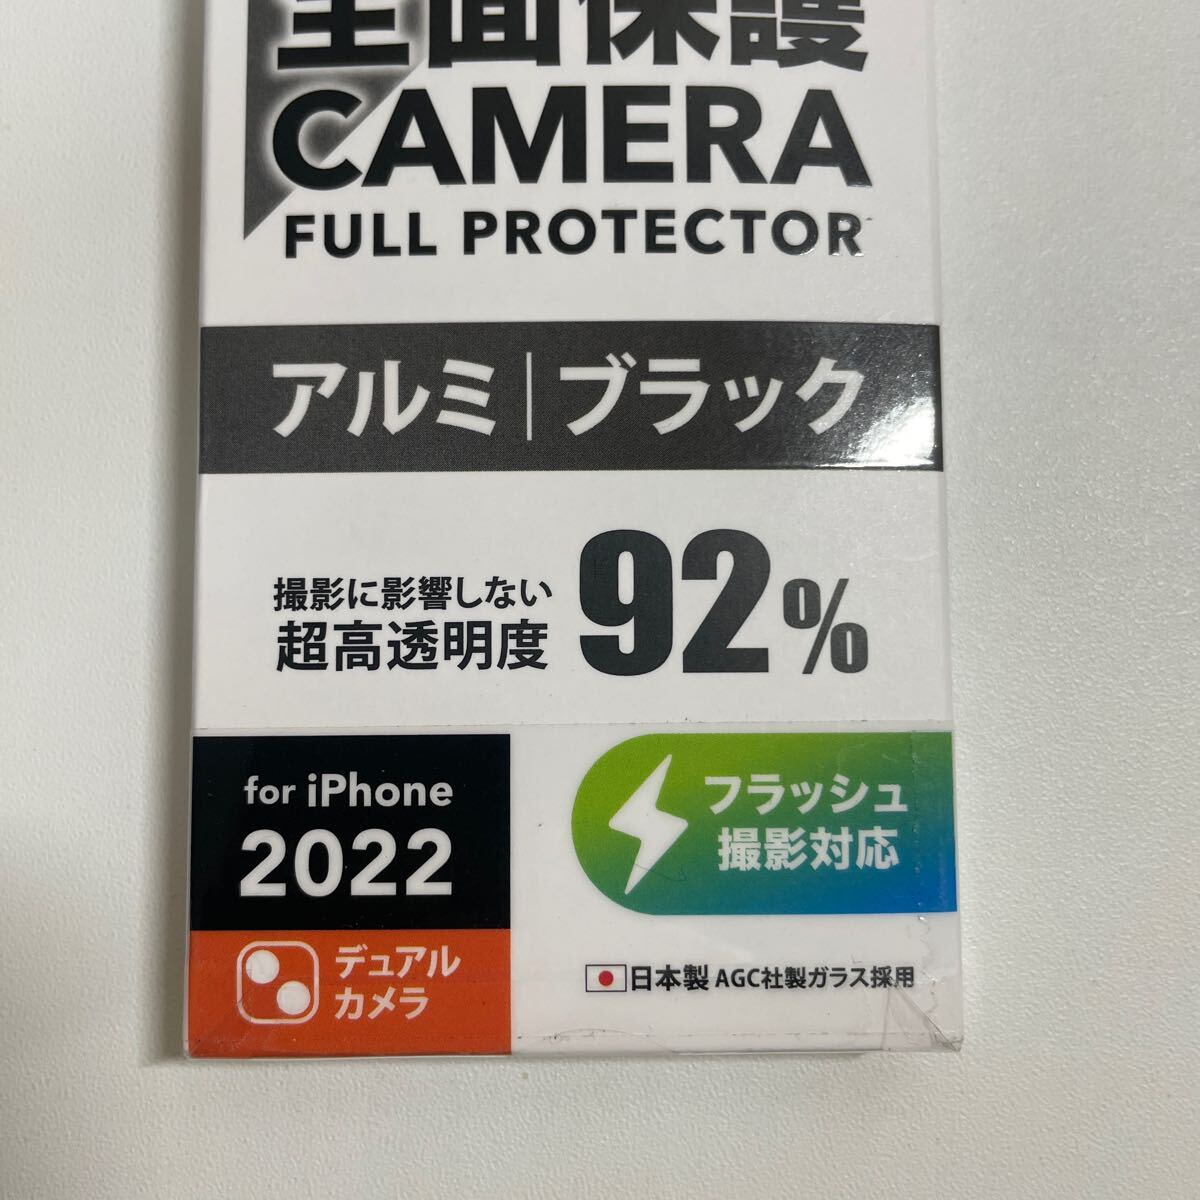 全面保護
CAMERA
FULL PROTECTOR
アルミ|ブラック
撮影に影響しない
超高透明度
92%
for iPhone
2022
デュアル
カメラ
フラッシュ
撮影対応
日本製 AGC社製ガラス採用